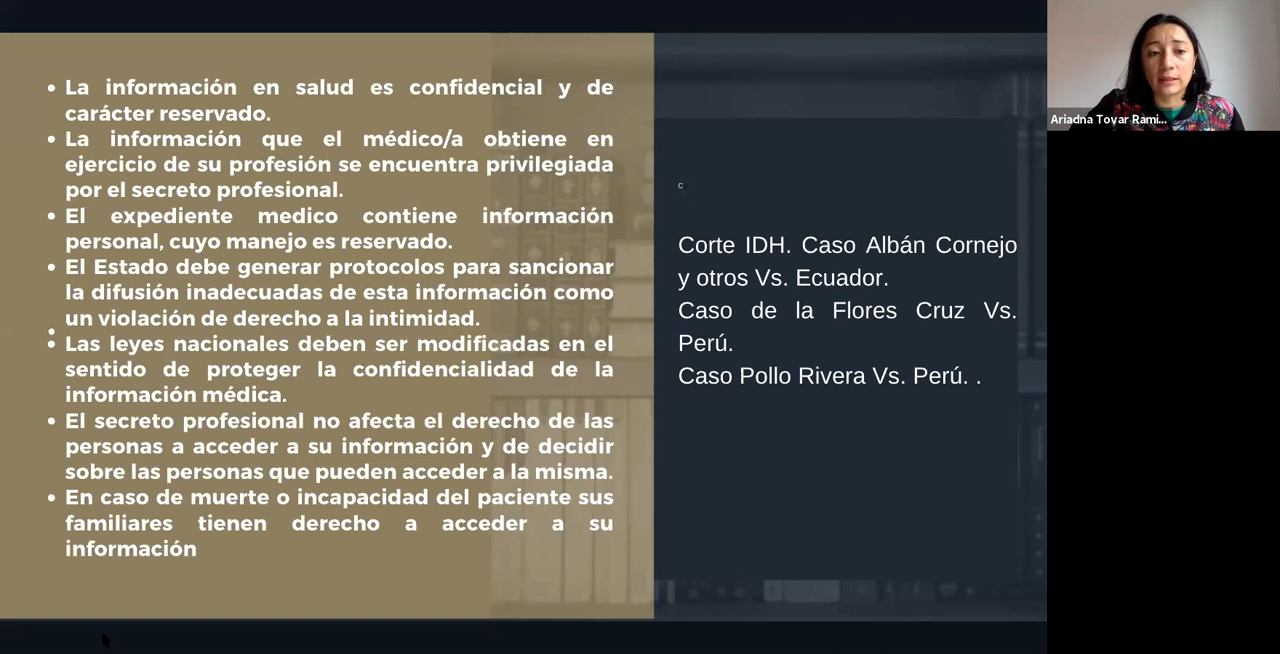 La información en salud es confidencial y de
carácter reservado.
La información que el médico/a obtiene en
ejercicio de su profesión se encuentra privilegiada
por el secreto profesional.
El expediente medico contiene información
personal, cuyo manejo es reservado.
El Estado debe generar protocolos para sancionar
la difusión inadecuadas de esta información como
un violación de derecho a la intimidad.
Las leyes nacionales deben ser modificadas en el
sentido de proteger la confidencialidad de la
información médica.
El secreto profesional no afecta el derecho de las
personas a acceder a su información y de decidir
sobre las personas que pueden acceder a la misma.
En caso de muerte o incapacidad del paciente sus
familiares tienen derecho a acceder a su
información
C
Corte IDH. Caso Albán Cornejo
y otros Vs. Ecuador.
Caso de la Flores Cruz Vs.
Perú.
Caso Pollo Rivera Vs. Perú. .
Ariadna Tovar Rami...